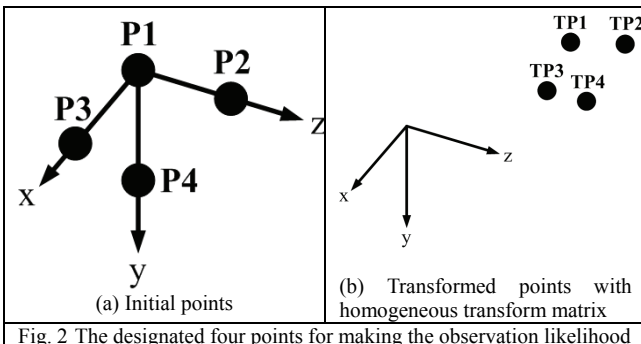 P1
P2
P3
z
P4
x
y
(a) Initial points
TP1 TP2
TP3
TP4
z
x
y
(b) Transformed points with
homogeneous transform matrix
Fig. 2 The designated four points for making the observation likelihood